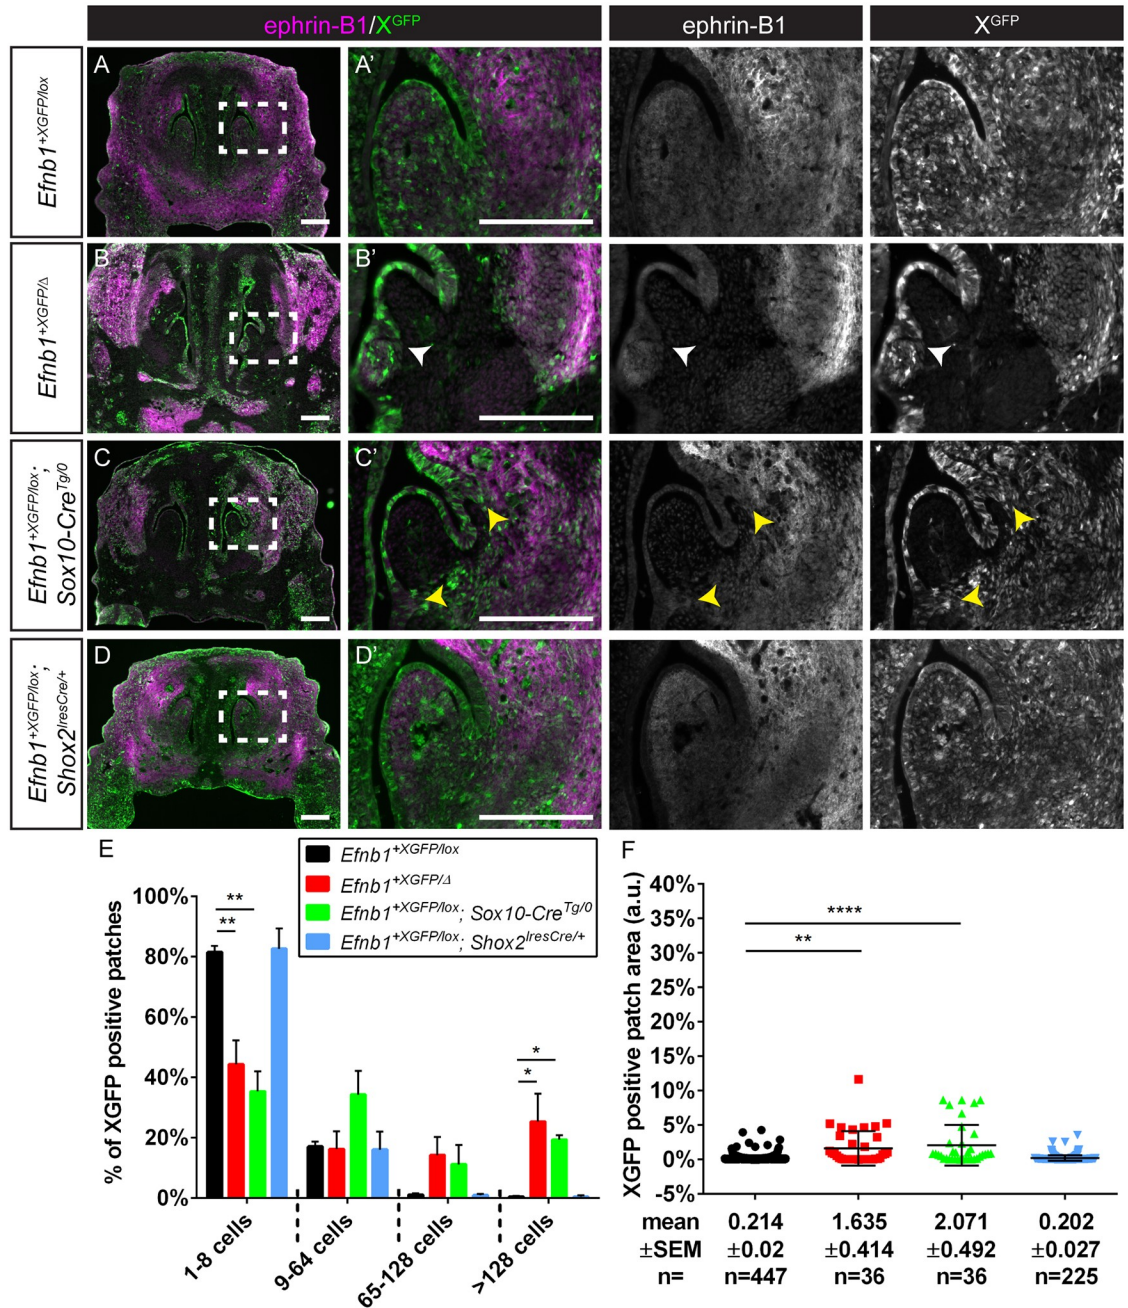 ephrin-B1/X^GFP
ephrin-B1
X^GFP
Efnb1^+XGFP/lox
A
A'
Efnb1^+XGFP/Δ
B
B'
Efnb1^+XGFP/lox;
Sox10-Cre^Tg/0
C
C'
Efnb1^+XGFP/lox;
Shox2^IresCre/+
D
D'
E
Efnb1^+XGFP/lox
Efnb1^+XGFP/Δ
Efnb1^+XGFP/lox; Sox10-Cre^Tg/0
Efnb1^+XGFP/lox; Shox2^IresCre/+
% of XGFP positive patches
100%
80%
60%
40%
20%
0%
**
**
*
*
1-8 cells
9-64 cells
65-128 cells
>128 cells
F
XGFP positive patch area (a.u.)
40%
35%
30%
25%
20%
15%
10%
5%
0%
-5%
****
**
mean 0.214 1.635 2.071 0.202
±SEM ±0.02 ±0.414 ±0.492 ±0.027
n= n=447 n=36 n=36 n=225